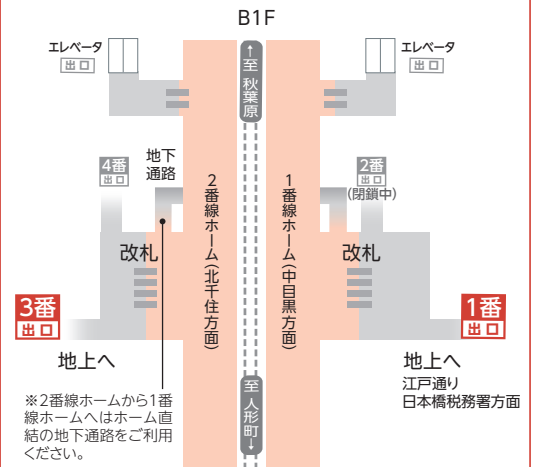 B1F
エレベータ
出口
↑至 秋葉原
エレベータ
出口
4番
出口
地下
通路
2番線ホーム(北千住方面)
1番線ホーム(中目黒方面)
2番
出口
(閉鎖中)
改札
改札
3番
出口
地上へ
1番
出口
地上へ
江戸通り
日本橋税務署方面
※2番線ホームから1番
線ホームへはホーム直
結の地下通路をご利用
ください。
至 人形町↓